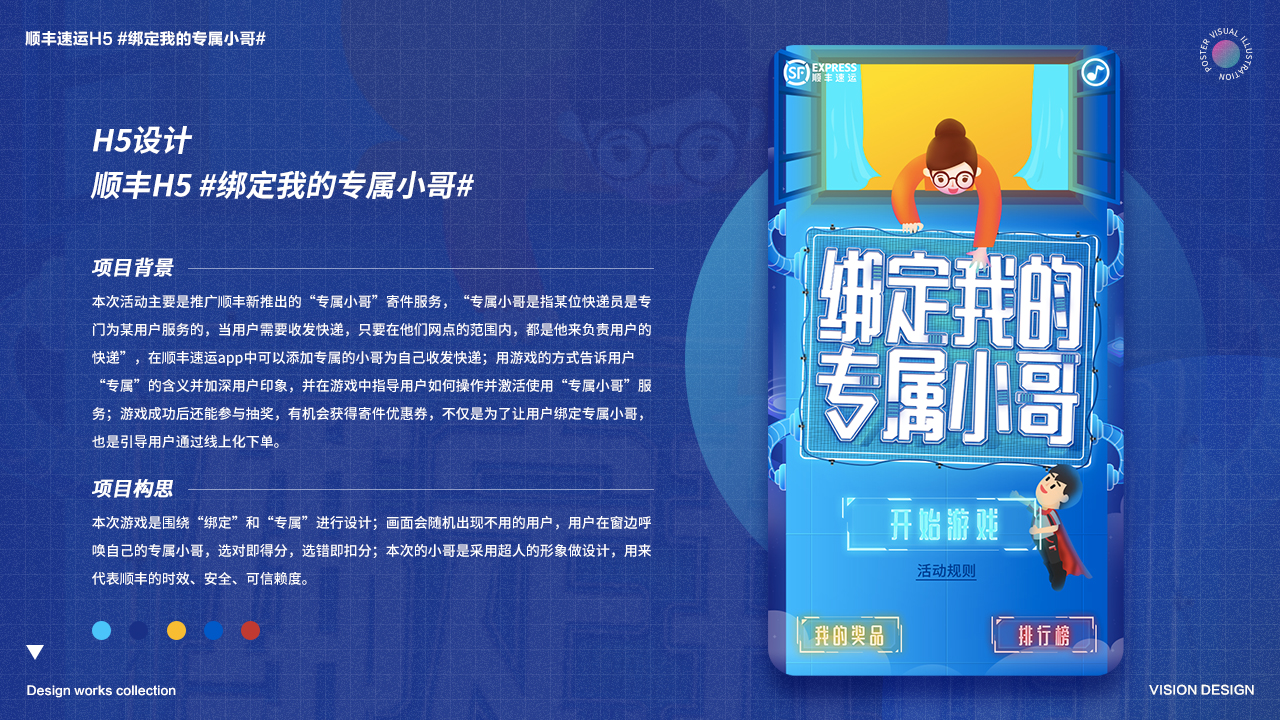 顺丰速运H5 #绑定我的专属小哥#
POSTER VISUAL ILLUSTRATION
H5设计
顺丰H5 #绑定我的专属小哥#
项目背景
本次活动主要是推广顺丰新推出的“专属小哥”寄件服务，“专属小哥是指某位快递员是专
门为某用户服务的，当用户需要收发快递，只要在他们网点的范围内，都是他来负责用户的
快递”，在顺丰速运app中可以添加专属的小哥为自己收发快递；用游戏的方式告诉用户
“专属”的含义并加深用户印象，并在游戏中指导用户如何操作并激活使用“专属小哥”服
务；游戏成功后还能参与抽奖，有机会获得寄件优惠券，不仅是为了让用户绑定专属小哥，
也是引导用户通过线上化下单。
项目构思
本次游戏是围绕“绑定”和“专属”进行设计；画面会随机出现不用的用户，用户在窗边呼
唤自己的专属小哥，选对即得分，选错即扣分；本次的小哥是采用超人的形象做设计，用来
代表顺丰的时效、安全、可信赖度。
SF EXPRESS
顺丰速运
绑定我的
专属小哥
开始游戏
活动规则
我的奖品
排行榜
Design works collection
VISION DESIGN